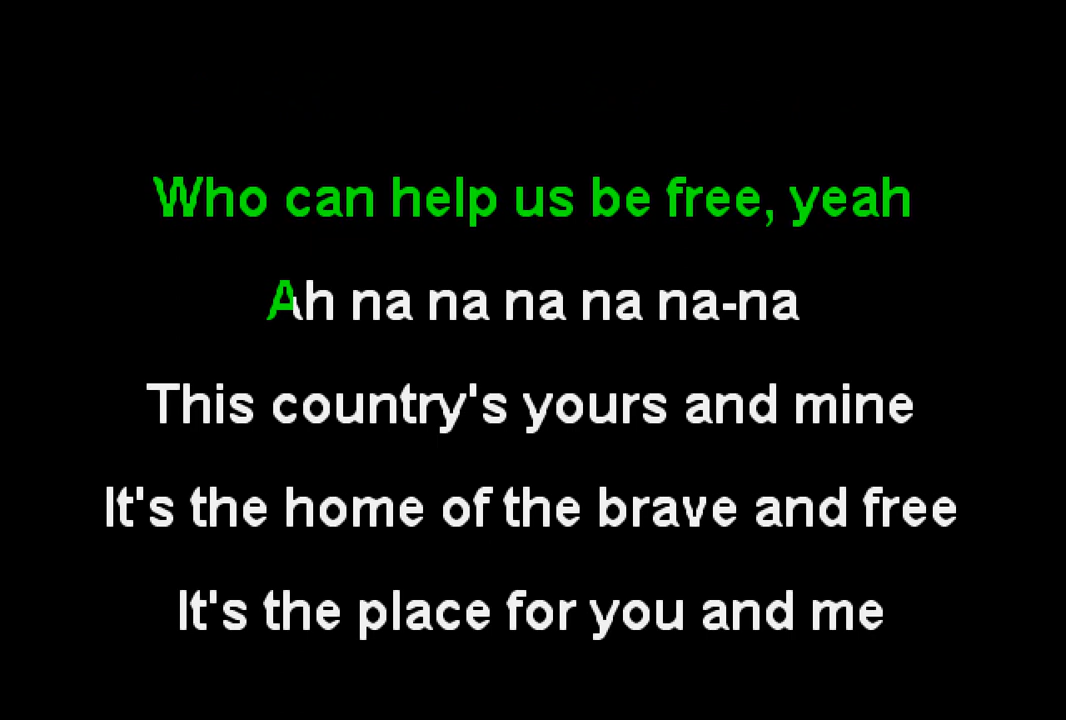 Who can help us be free, yeah
Ah na na na na na-na
This country's yours and mine
It's the home of the brave and free
It's the place for you and me